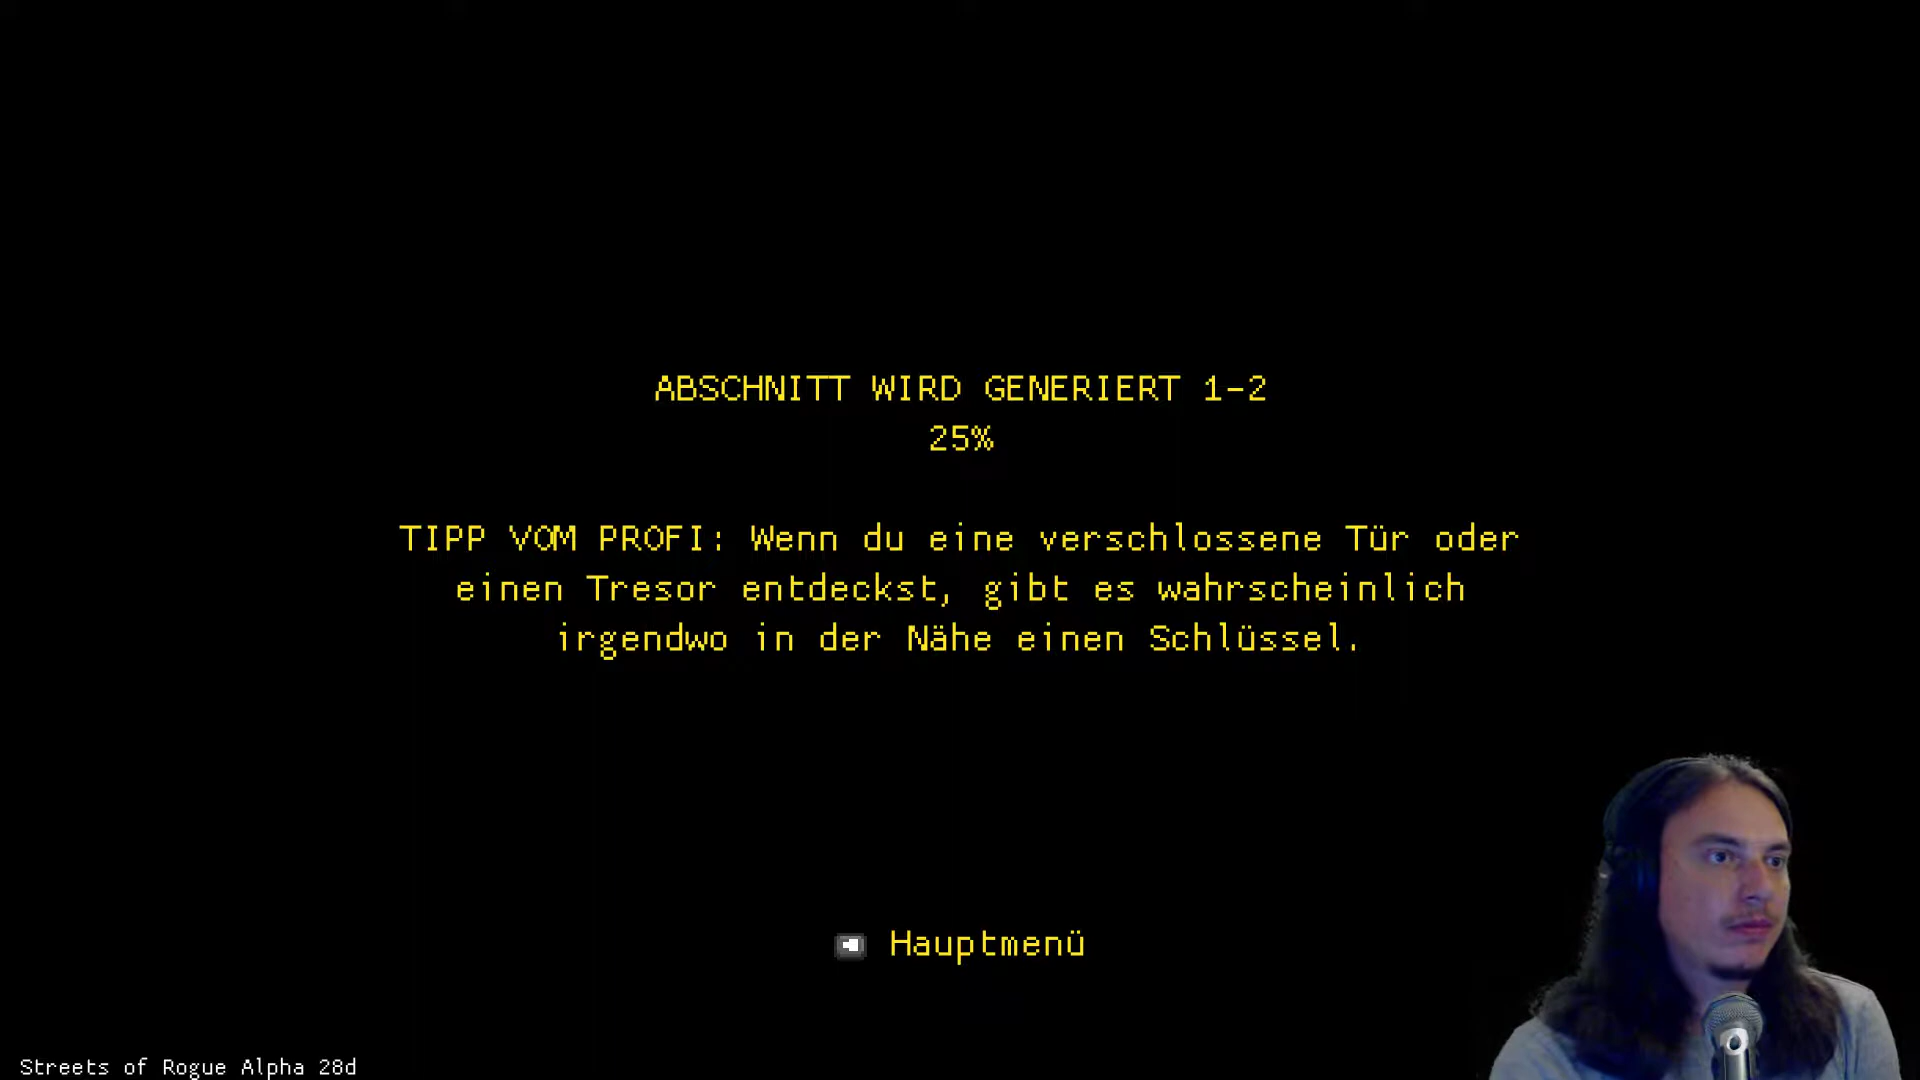 ABSCHNITT WIRD GENERIERT 1-2
25%
TIPP VOM PROFI: Wenn du eine verschlossene Tür oder
einen Tresor entdeckst, gibt es wahrscheinlich
irgendwo in der Nähe einen Schlüssel.
Hauptmenü
Streets of Rogue Alpha 28d